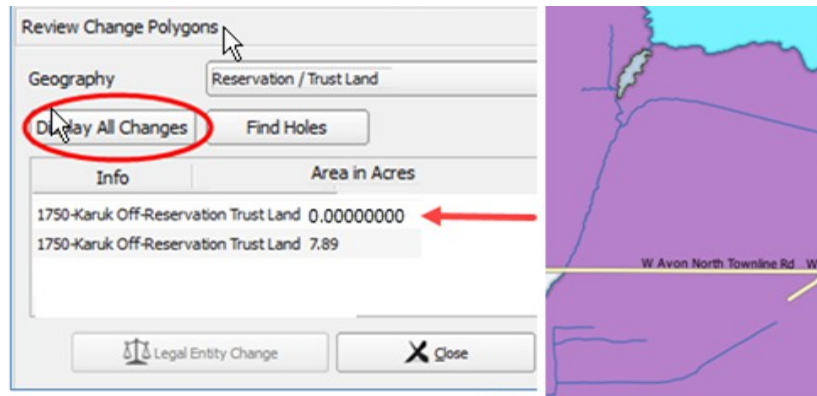 Review Change Polygons
Geography Reservation / Trust Land
Display All Changes Find Holes
Info Area in Acres
1750-Karuk Off-Reservation Trust Land 0.00000000
1750-Karuk Off-Reservation Trust Land 7.89
Legal Entity Change Close
W Avon North Townline Rd W